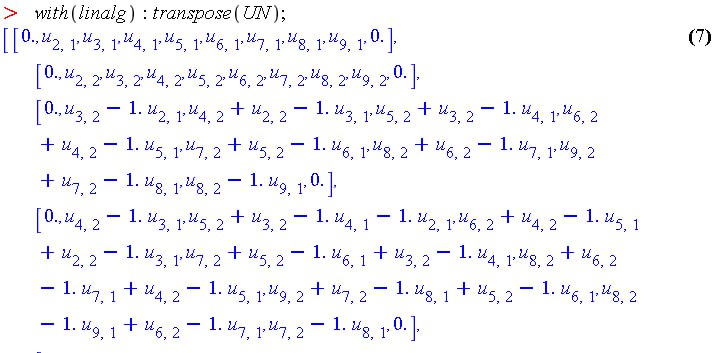 > with(linalg) : transpose(UN);
[ [ 0., u_{2, 1}, u_{3, 1}, u_{4, 1}, u_{5, 1}, u_{6, 1}, u_{7, 1}, u_{8, 1}, u_{9, 1}, 0. ], (7)
[ 0., u_{2, 2}, u_{3, 2}, u_{4, 2}, u_{5, 2}, u_{6, 2}, u_{7, 2}, u_{8, 2}, u_{9, 2}, 0. ],
[ 0., u_{3, 2} − 1. u_{2, 1}, u_{4, 2} + u_{2, 2} − 1. u_{3, 1}, u_{5, 2} + u_{3, 2} − 1. u_{4, 1}, u_{6, 2}
+ u_{4, 2} − 1. u_{5, 1}, u_{7, 2} + u_{5, 2} − 1. u_{6, 1}, u_{8, 2} + u_{6, 2} − 1. u_{7, 1}, u_{9, 2}
+ u_{7, 2} − 1. u_{8, 1}, u_{8, 2} − 1. u_{9, 1}, 0. ],
[ 0., u_{4, 2} − 1. u_{3, 1}, u_{5, 2} + u_{3, 2} − 1. u_{4, 1} − 1. u_{2, 1}, u_{6, 2} + u_{4, 2} − 1. u_{5, 1}
+ u_{2, 2} − 1. u_{3, 1}, u_{7, 2} + u_{5, 2} − 1. u_{6, 1} + u_{3, 2} − 1. u_{4, 1}, u_{8, 2} + u_{6, 2}
− 1. u_{7, 1} + u_{4, 2} − 1. u_{5, 1}, u_{9, 2} + u_{7, 2} − 1. u_{8, 1} + u_{5, 2} − 1. u_{6, 1}, u_{8, 2}
− 1. u_{9, 1} + u_{6, 2} − 1. u_{7, 1}, u_{7, 2} − 1. u_{8, 1}, 0. ],